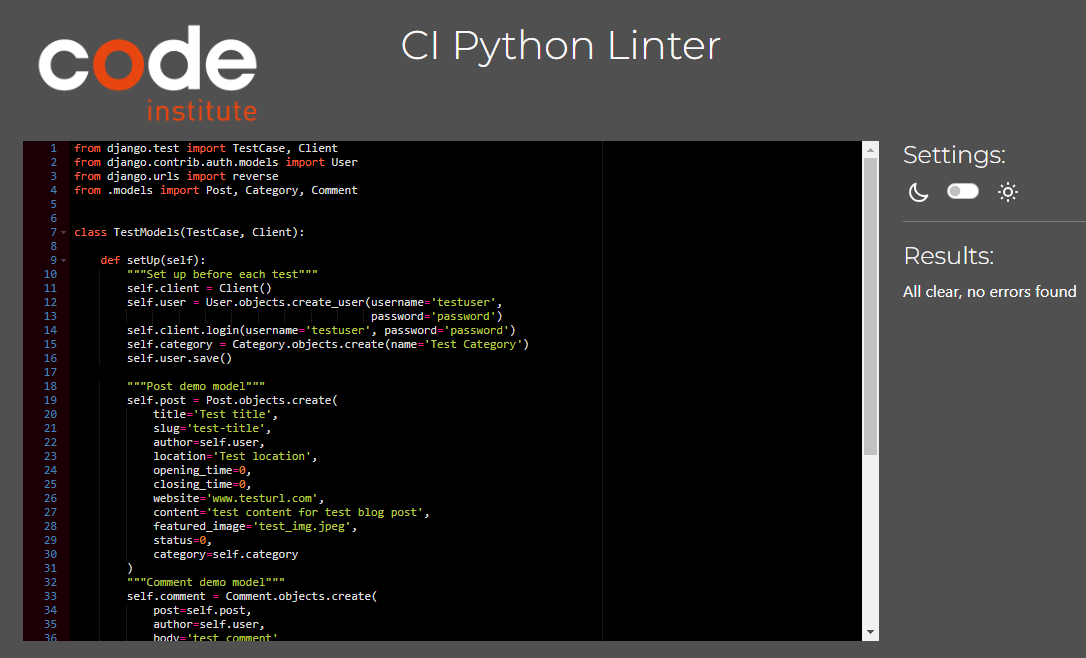 code
institute
CI Python Linter
1 from django.test import TestCase, Client
2 from django.contrib.auth.models import User
3 from django.urls import reverse
4 from .models import Post, Category, Comment
5
6
7 class TestModels(TestCase, Client):
8
9     def setUp(self):
10         """Set up before each test"""
11         self.client = Client()
12         self.user = User.objects.create_user(username='testuser',
13                                              password='password')
14         self.client.login(username='testuser', password='password')
15         self.category = Category.objects.create(name='Test Category')
16         self.user.save()
17
18         """Post demo model"""
19         self.post = Post.objects.create(
20             title='Test title',
21             slug='test-title',
22             author=self.user,
23             location='Test location',
24             opening_time=0,
25             closing_time=0,
26             website='www.testurl.com',
27             content='test content for test blog post',
28             featured_image='test_img.jpeg',
29             status=0,
30             category=self.category
31         )
32         """Comment demo model"""
33         self.comment = Comment.objects.create(
34             post=self.post,
35             author=self.user,
36             body='test comment'
Settings:
Results:
All clear, no errors found